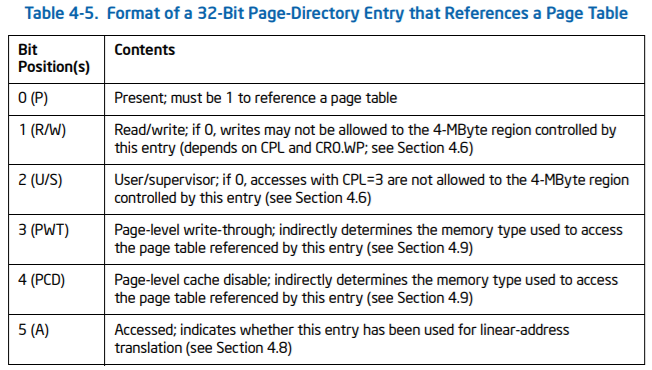 Table 4-5. Format of a 32-Bit Page-Directory Entry that References a Page Table
Bit
Position(s)
Contents
0 (P)
Present; must be 1 to reference a page table
1 (R/W)
Read/write; if 0, writes may not be allowed to the 4-MByte region controlled by
this entry (depends on CPL and CR0.WP; see Section 4.6)
2 (U/S)
User/supervisor; if 0, accesses with CPL=3 are not allowed to the 4-MByte region
controlled by this entry (see Section 4.6)
3 (PWT)
Page-level write-through; indirectly determines the memory type used to access
the page table referenced by this entry (see Section 4.9)
4 (PCD)
Page-level cache disable; indirectly determines the memory type used to access
the page table referenced by this entry (see Section 4.9)
5 (A)
Accessed; indicates whether this entry has been used for linear-address
translation (see Section 4.8)